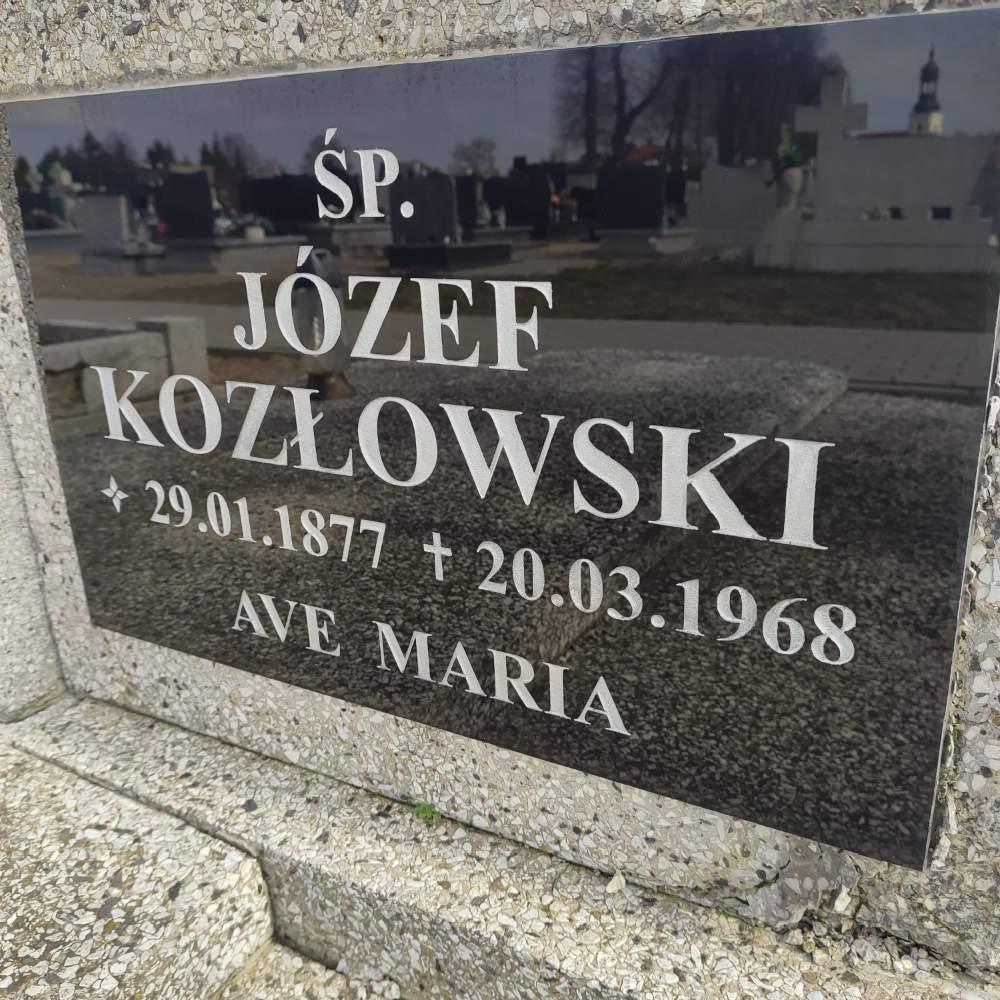 ŚP.
JÓZEF
KOZŁOWSKI
✧ 29.01.1877 ✝ 20.03.1968
AVE MARIA